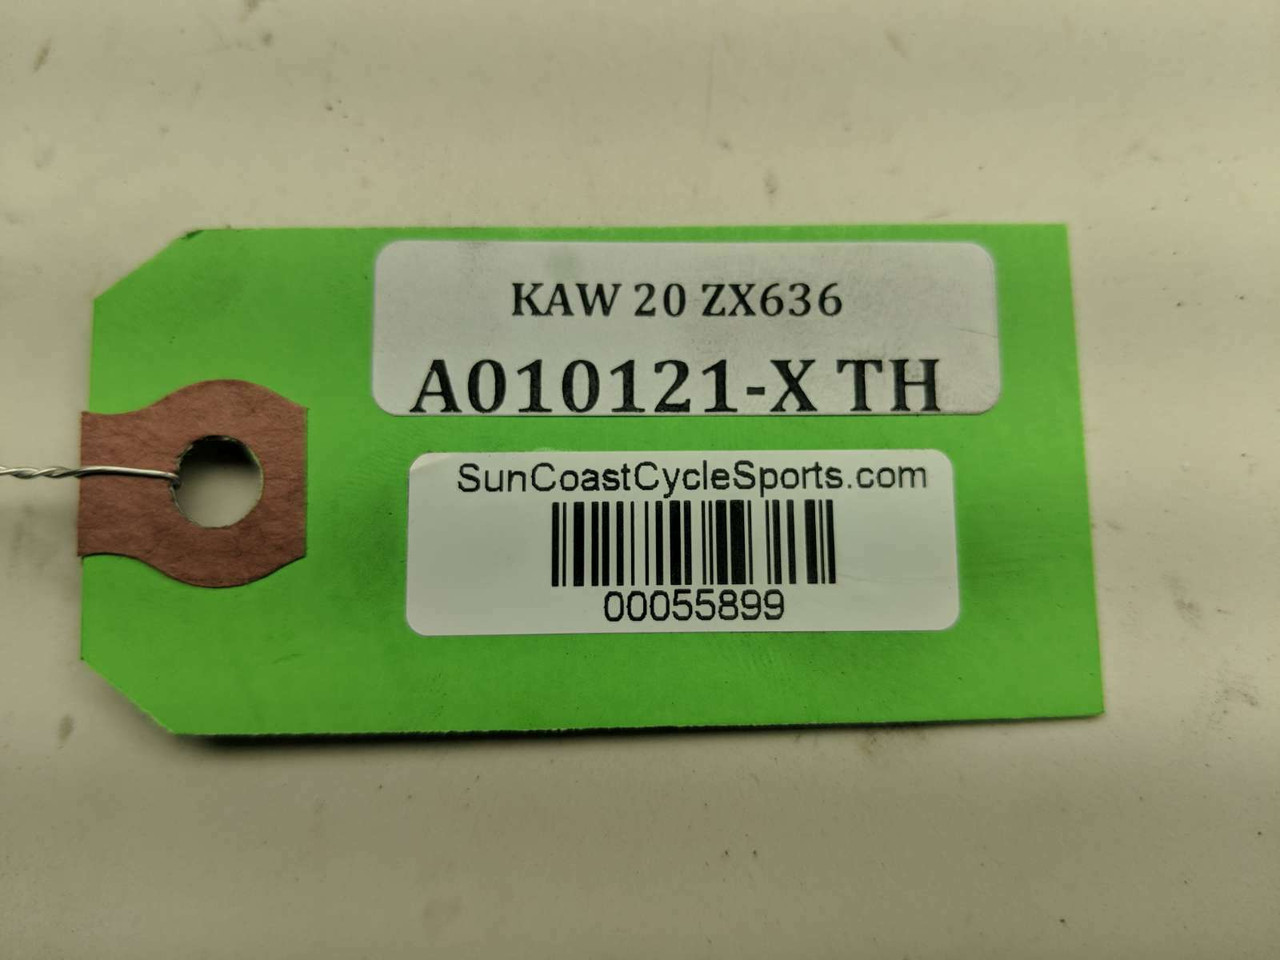 KAW 20 ZX636
A010121-X TH
SunCoastCycleSports.com
00055899